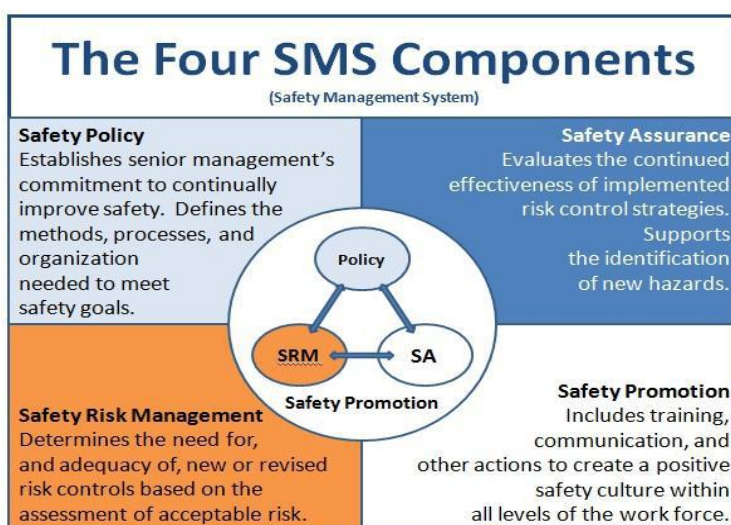 The Four SMS Components
(Safety Management System)
Safety Policy
Establishes senior management's
commitment to continually
improve safety. Defines the
methods, processes, and
organization
needed to meet
safety goals.
Safety Assurance
Evaluates the continued
effectiveness of implemented
risk control strategies.
Supports
the identification
of new hazards.
Policy
SRM
SA
Safety Promotion
Safety Risk Management
Determines the need for,
and adequacy of, new or revised
risk controls based on the
assessment of acceptable risk.
Safety Promotion
Includes training,
communication, and
other actions to create a positive
safety culture within
all levels of the work force.